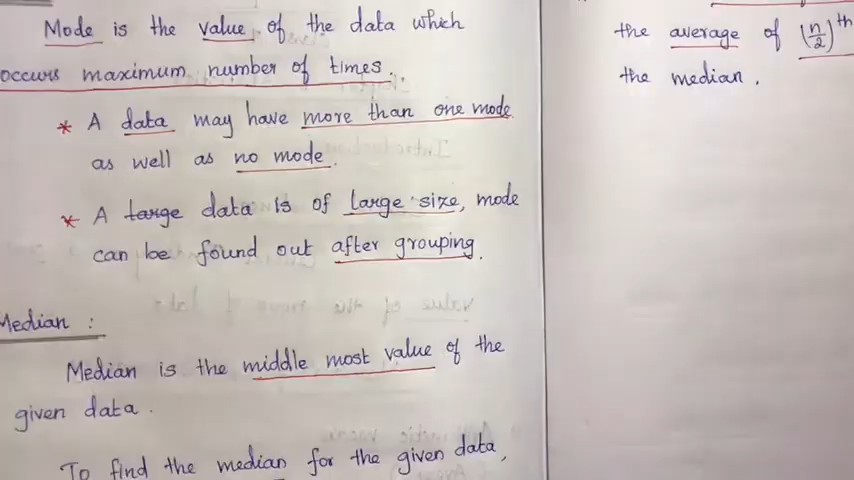 Mode is the value of the data which
occurs maximum number of times.
* A data may have more than one mode
as well as no mode.
* A large data is of large size, mode
can be found out after grouping.
Median :
Median is the middle most value of the
given data.
To find the median for the given data,
the average of (n/2)th
the median.